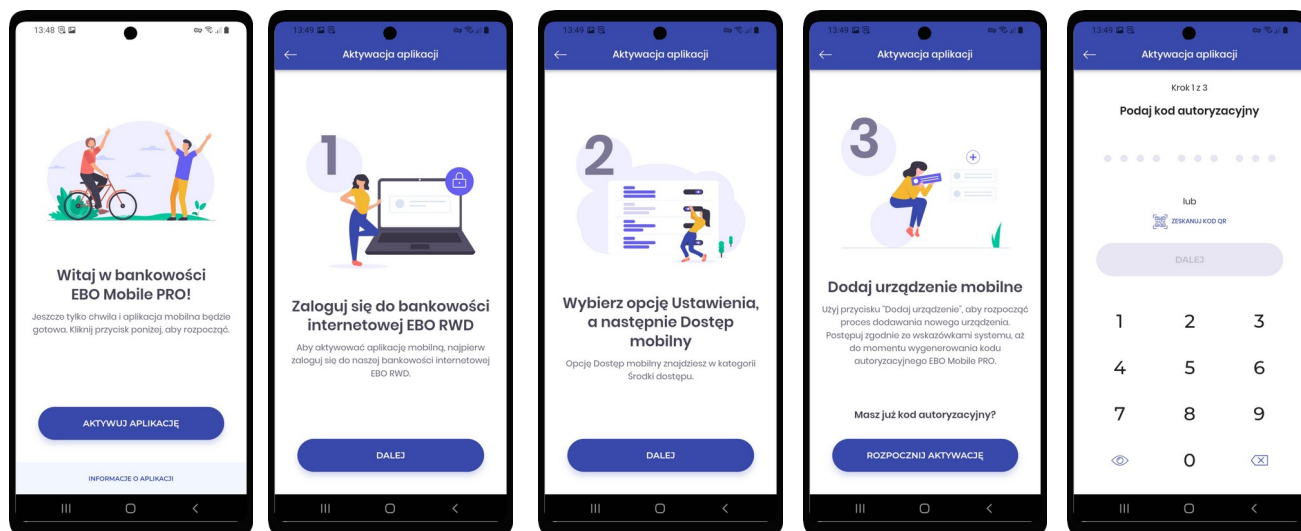 13:48
Witaj w bankowości
EBO Mobile PRO!
Jeszcze tylko chwila i aplikacja mobilna będzie
gotowa. Kliknij przycisk poniżej, aby rozpocząć.
AKTYWUJ APLIKACJĘ
INFORMACJE O APLIKACJI
13:49
Aktywacja aplikacji
1
Zaloguj się do bankowości
internetowej EBO RWD
Aby aktywować aplikację mobilną, najpierw
zaloguj się do naszej bankowości internetowej
EBO RWD.
DALEJ
13:49
Aktywacja aplikacji
2
Wybierz opcję Ustawienia,
a następnie Dostęp
mobilny
Opcję Dostęp mobilny znajdziesz w kategorii
Środki dostępu.
DALEJ
13:49
Aktywacja aplikacji
3
Dodaj urządzenie mobilne
Użyj przycisku "Dodaj urządzenie", aby rozpocząć
proces dodawania nowego urządzenia.
Postępuj zgodnie ze wskazówkami systemu, aż
do momentu wygenerowania kodu
autoryzacyjnego EBO Mobile PRO.
Masz już kod autoryzacyjny?
ROZPOCZNIJ AKTYWACJĘ
13:49
Aktywacja aplikacji
Krok 1 z 3
Podaj kod autoryzacyjny
lub
ZESKANUJ KOD QR
DALEJ
1 2 3
4 5 6
7 8 9
0